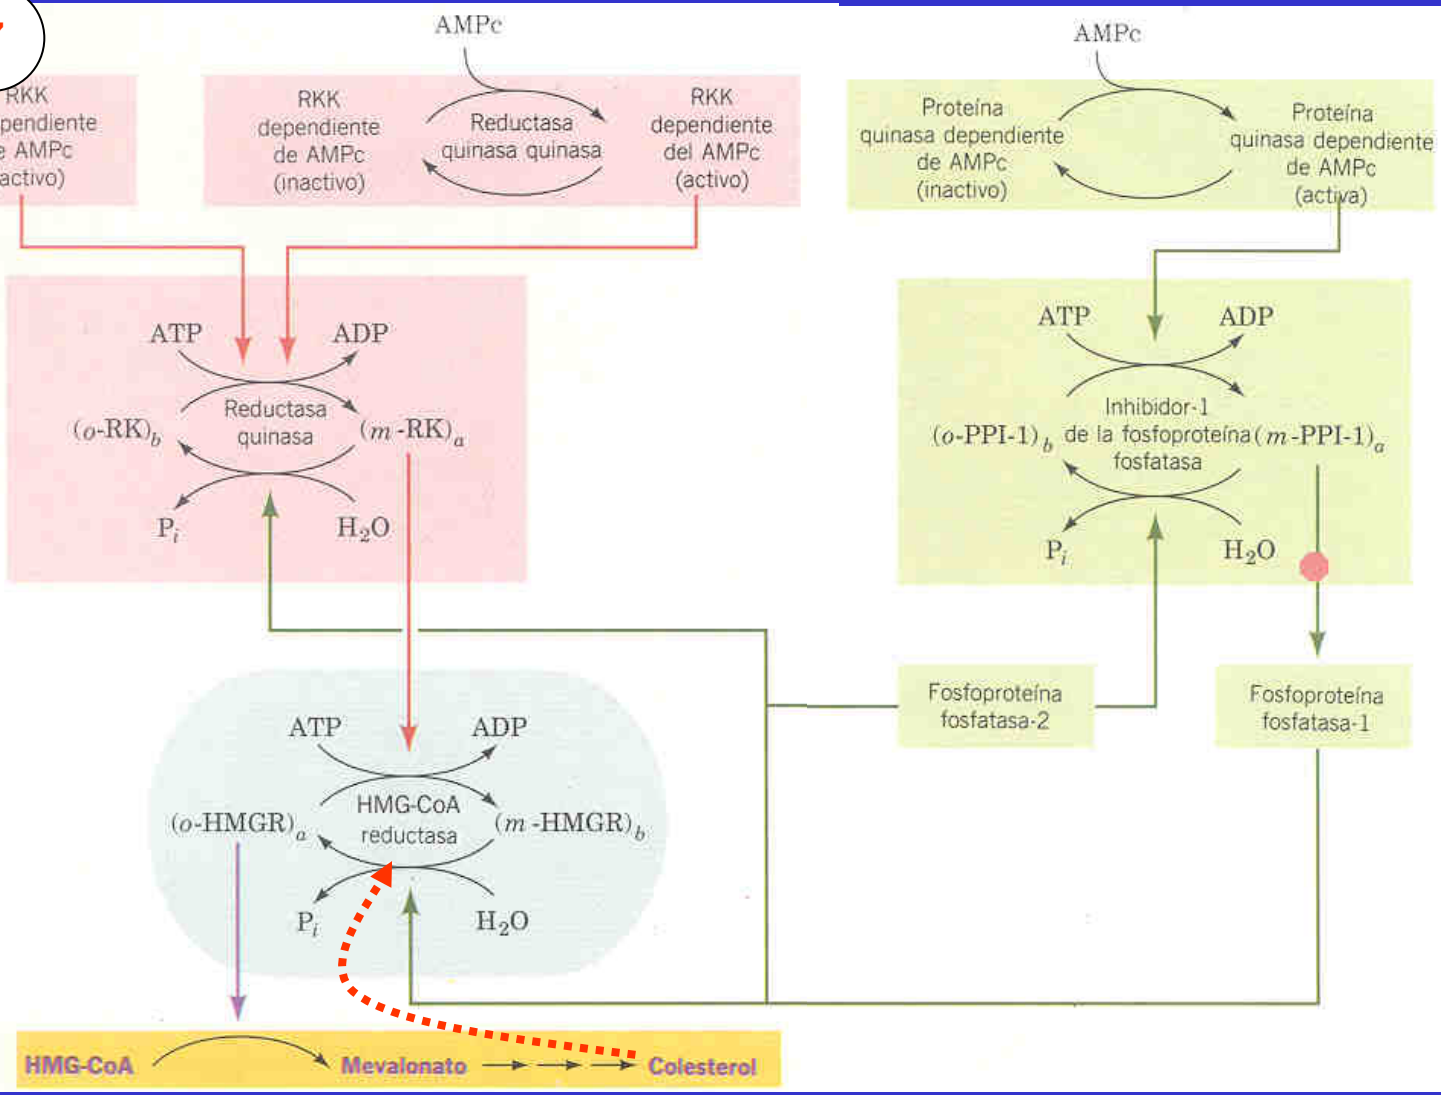 AMPc
AMPc
RKK
pendiente
e AMPc
activo)
RKK
dependiente
de AMPc
(inactivo)
Reductasa
quinasa quinasa
RKK
dependiente
del AMPc
(activo)
Proteína
quinasa dependiente
de AMPc
(inactivo)
Proteína
quinasa dependiente
de AMPc
(activa)
ATP
ADP
Reductasa
quinasa
(o-RK)b
(m -RK)a
Pi
H2O
ATP
ADP
Inhibidor-1
de la fosfoproteína
fosfatasa
(o-PPI-1)b
(m-PPI-1)a
Pi
H2O
Fosfoproteína
fosfatasa-2
Fosfoproteína
fosfatasa-1
ATP
ADP
HMG-CoA
reductasa
(o-HMGR)a
(m -HMGR)b
Pi
H2O
HMG-CoA
Mevalonato
Colesterol